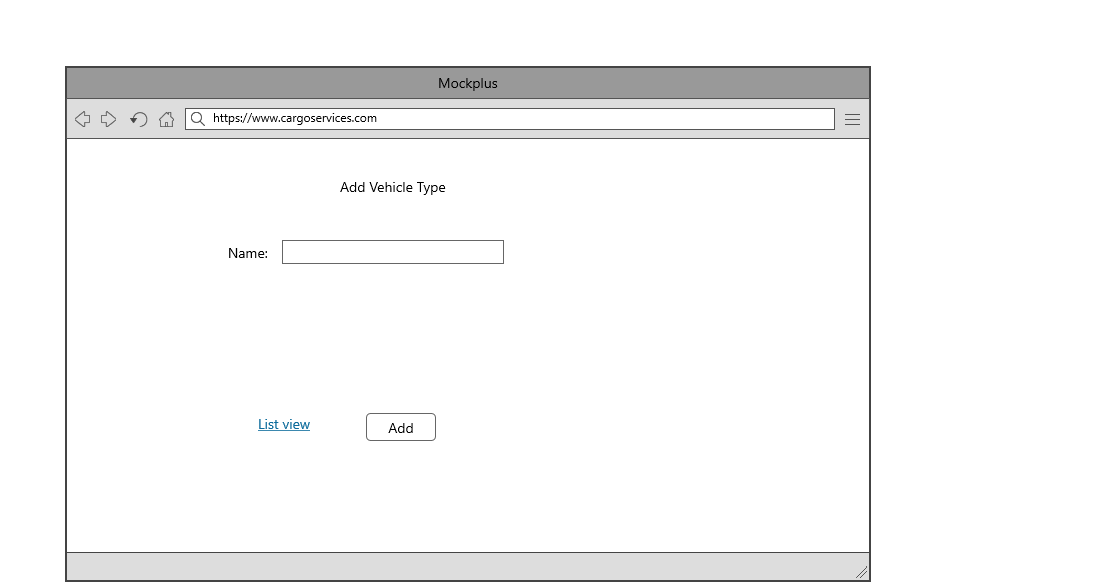 Mockplus
https://www.cargoservices.com
Add Vehicle Type
Name:
List view
Add